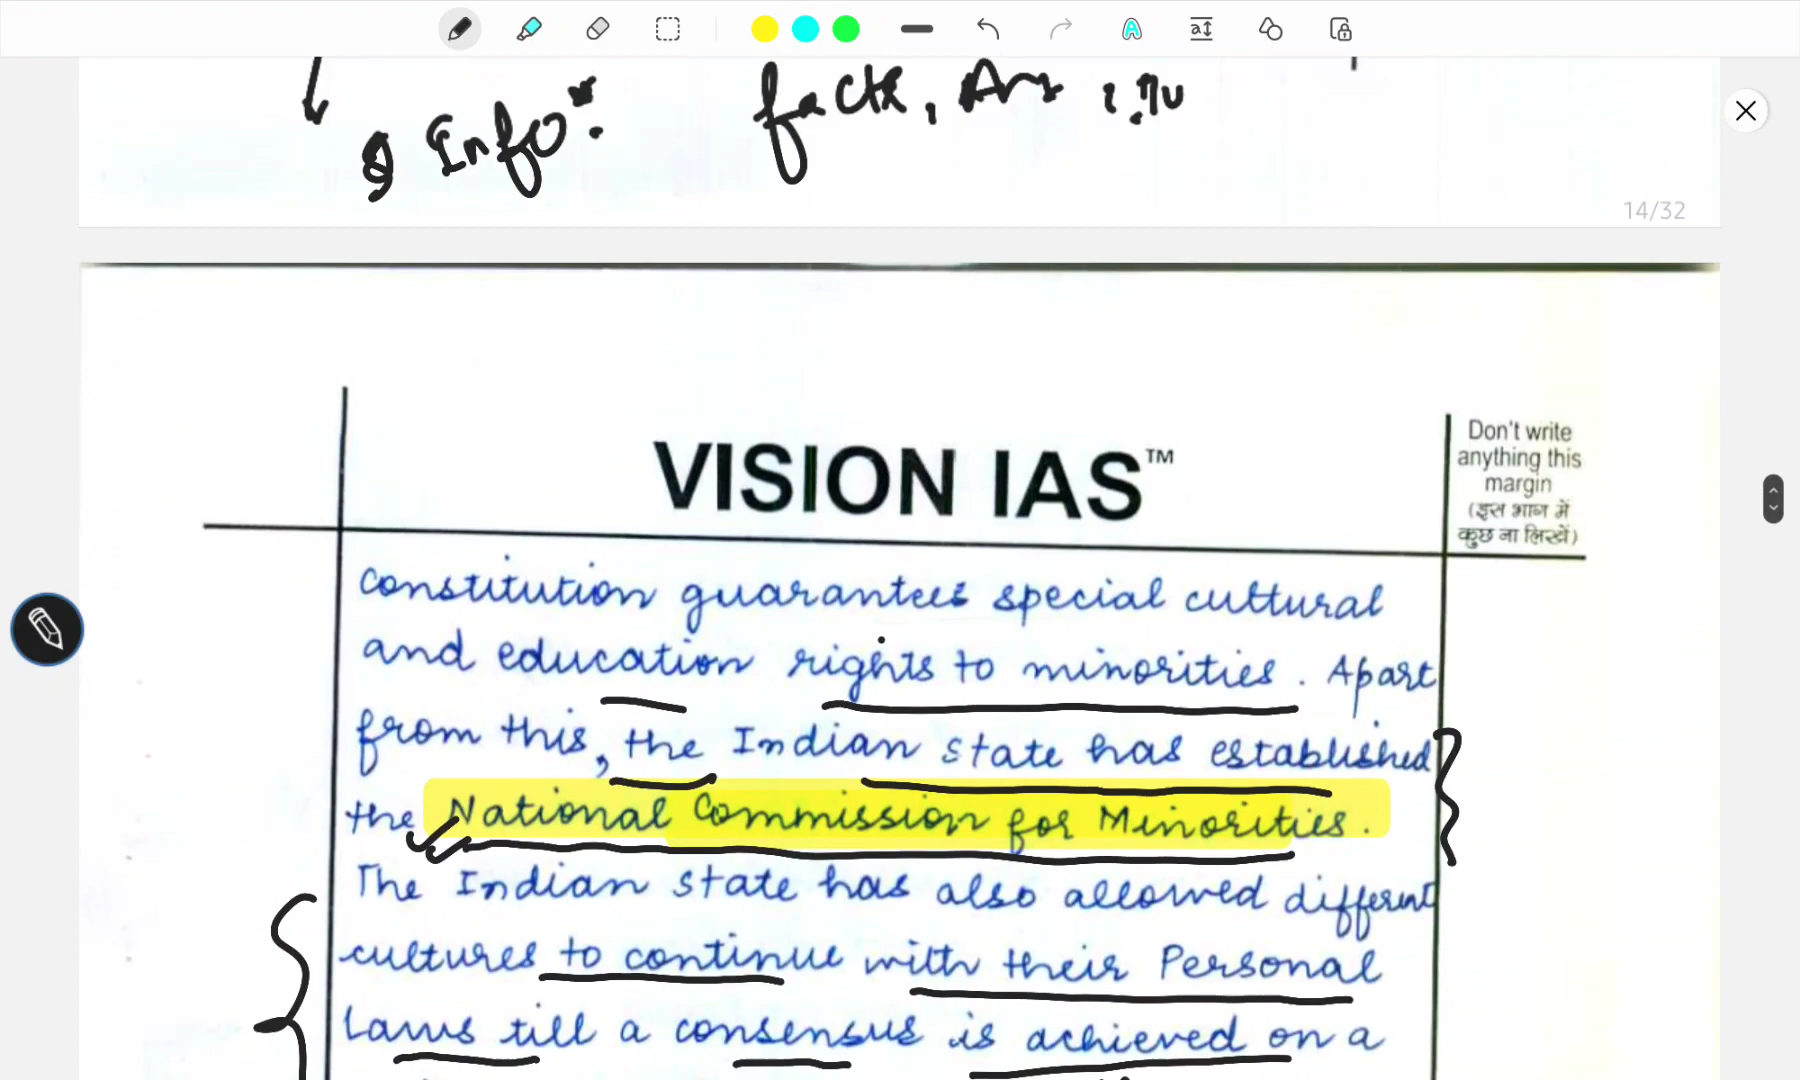 Info
fact
14/32
VISION IAS™
Don't write
anything this
margin
(इस भाग में
कुछ ना लिखें)
constitution guarantees special cultural
and education rights to minorities. Apart
from this, the Indian state has established
the National Commission for Minorities.
The Indian state has also allowed different
cultures to continue with their Personal
Laws till a consensus is achieved on a